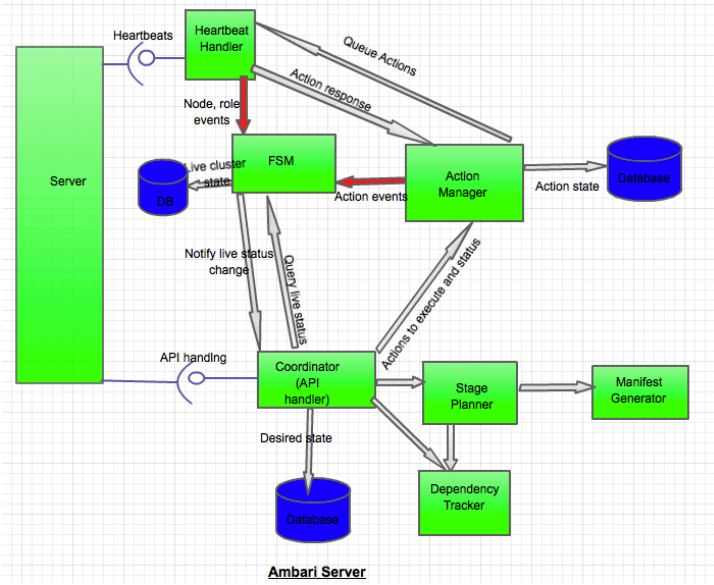 Heartbeats
Heartbeat
Handler
Queue Actions
Action response
Node, role
events
FSM
Live cluster
state
DB
Server
Action
Manager
Action events
Action state
Database
Notify live status
change
Query live status
Actions to execute and status
API handlng
Coordinator
(API
handler)
Stage
Planner
Manifest
Generator
Desired state
Dependency
Tracker
Database
Ambari Server